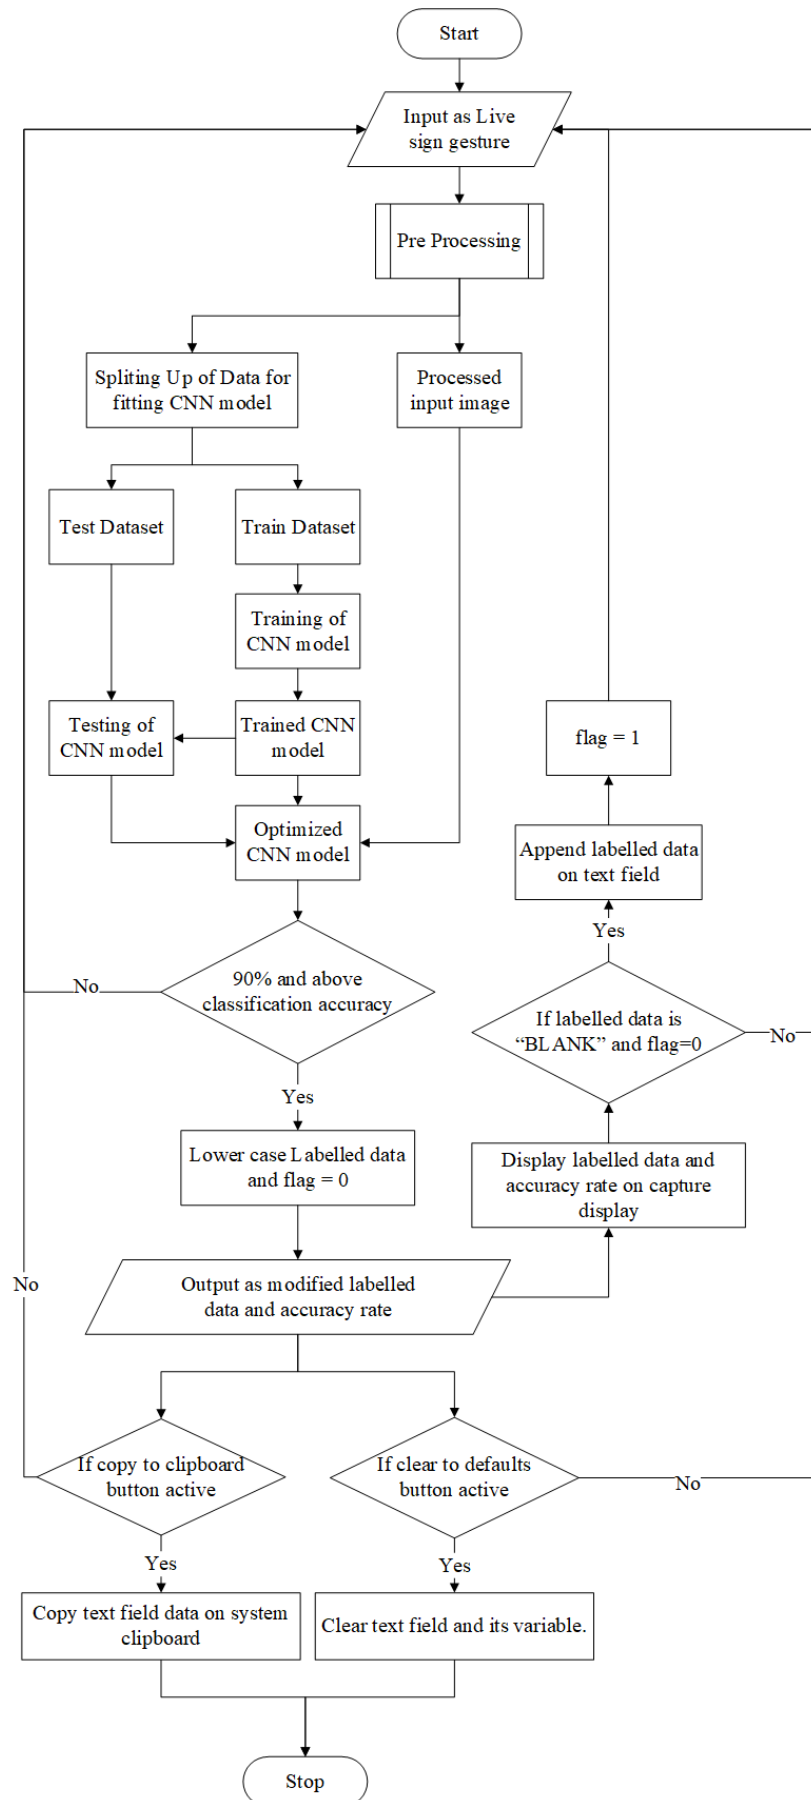 Start
Input as Live
sign gesture
Pre Processing
Spliting Up of Data for
fitting CNN model
Processed
input image
Test Dataset
Train Dataset
Training of
CNN model
Testing of
CNN model
Trained CNN
model
flag = 1
Optimized
CNN model
Append labelled data
on text field
Yes
90% and above
classification accuracy
No
If labelled data is
“BLANK” and flag=0
No
Yes
Lower case Labelled data
and flag = 0
Display labelled data and
accuracy rate on capture
display
No
Output as modified labelled
data and accuracy rate
If copy to clipboard
button active
If clear to defaults
button active
No
Yes
Yes
Copy text field data on system
clipboard
Clear text field and its variable.
Stop